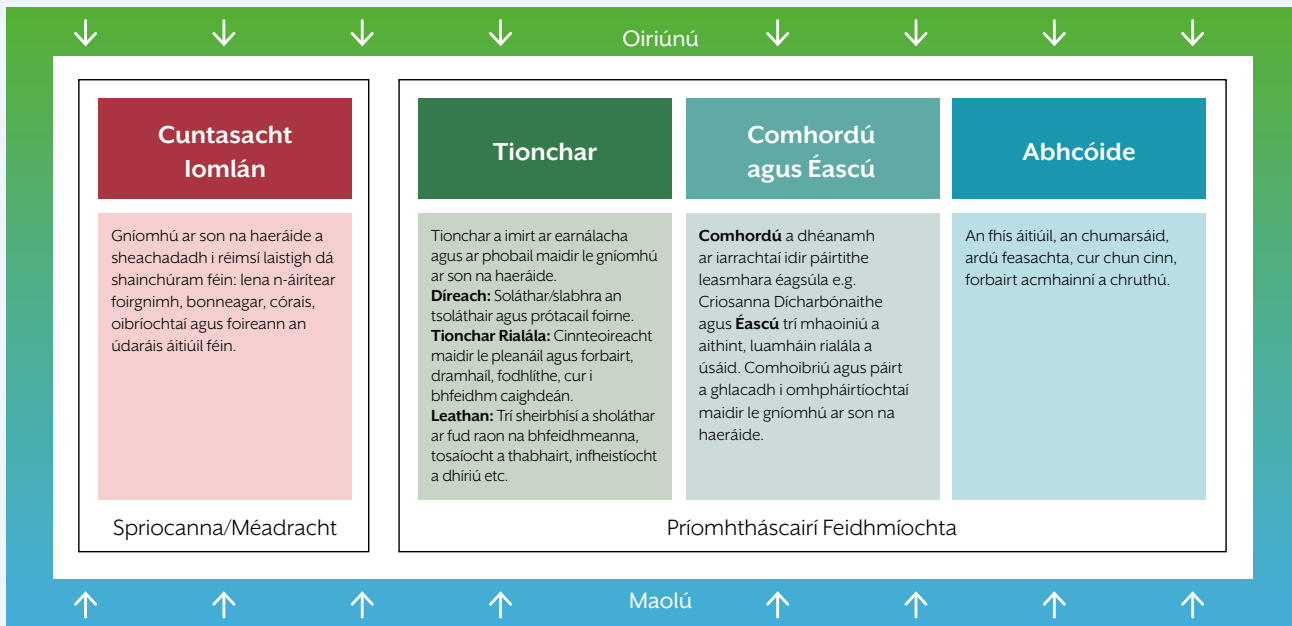 Oiriúnú
Cuntasacht
Iomlán
Gníomhú ar son na haeráide a
sheachadadh i réimsí laistigh dá
shainchúram féin: lena n-áirítear
foirgnimh, bonneagar, córais,
oibríochtaí agus foireann an
údaráis áitiúil féin.
Spriocanna/Méadracht
Tionchar
Tionchar a imirt ar earnálacha
agus ar phobail maidir le gníomhú
ar son na haeráide.
Díreach: Soláthar/slabhra an
tsoláthair agus prótacail foirne.
Tionchar Rialála: Cinnteoireacht
maidir le pleanáil agus forbairt,
dramhaíl, fodhlíthe, cur i
bhfeidhm caighdeán.
Leathan: Trí sheirbhísí a sholáthar
ar fud raon na bhfeidhmeanna,
tosaíocht a thabhairt, infheistíocht
a dhíriú etc.
Comhordú
agus Éascú
Comhordú a dhéanamh
ar iarrachtaí idir páirtithe
leasmhara éagsúla e.g.
Criosanna Dícharbónaithe
agus Éascú trí mhaoiniú a
aithint, luamháin rialála a
úsáid. Comhoibriú agus páirt
a ghlacadh i omhpháirtíochtaí
maidir le gníomhú ar son na
haeráide.
Abhcóide
An fhís áitiúil, an chumarsáid,
ardú feasachta, cur chun cinn,
forbairt acmhainní a chruthú.
Príomhtháscairí Feidhmíochta
Maolú